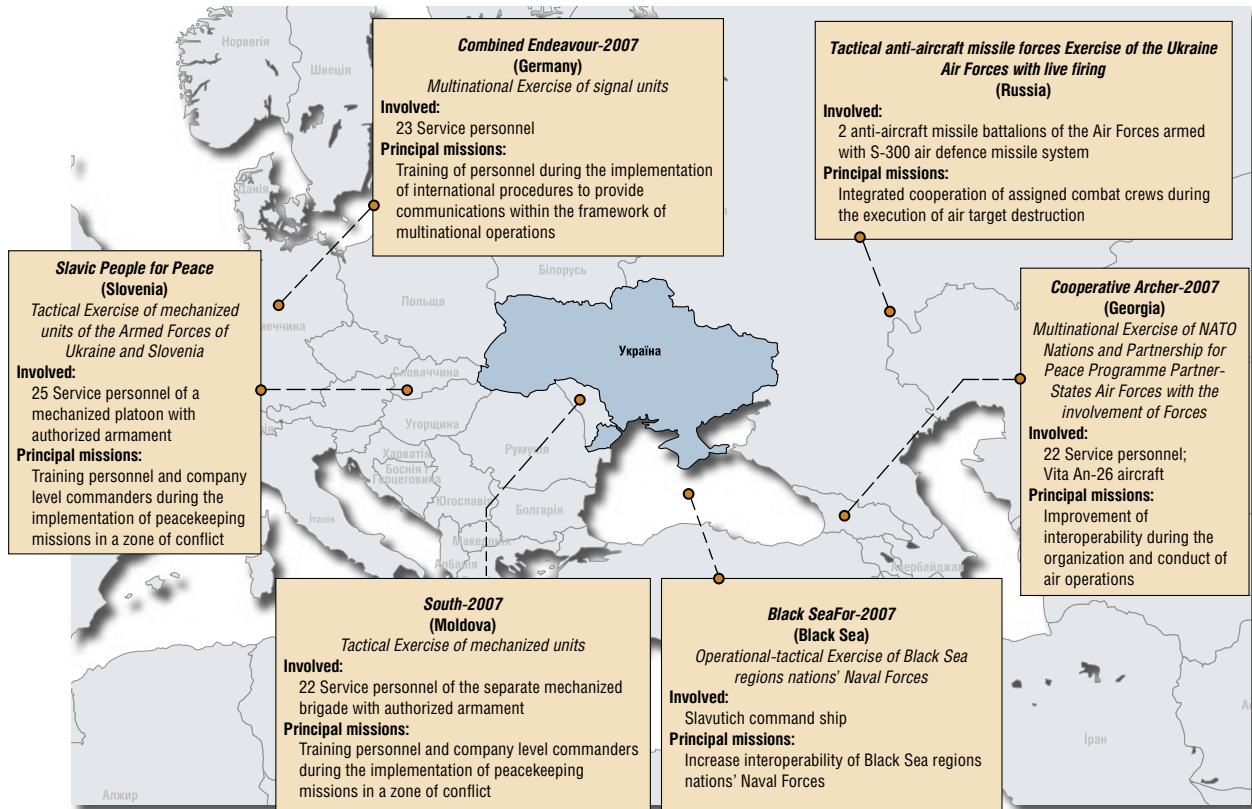 Combined Endeavour-2007
(Germany)
Multinational Exercise of signal units
Involved:
23 Service personnel
Principal missions:
Training of personnel during the implementation
of international procedures to provide
communications within the framework of
multinational operations
Tactical anti-aircraft missile forces Exercise of the Ukraine
Air Forces with live firing
(Russia)
Involved:
2 anti-aircraft missile battalions of the Air Forces armed
with S-300 air defence missile system
Principal missions:
Integrated cooperation of assigned combat crews during
the execution of air target destruction
Slavic People for Peace
(Slovenia)
Tactical Exercise of mechanized
units of the Armed Forces of
Ukraine and Slovenia
Involved:
25 Service personnel of a
mechanized platoon with
authorized armament
Principal missions:
Training personnel and company
level commanders during the
implementation of peacekeeping
missions in a zone of conflict
Cooperative Archer-2007
(Georgia)
Multinational Exercise of NATO
Nations and Partnership for
Peace Programme Partner-
States Air Forces with the
involvement of Forces
Involved:
22 Service personnel;
Vita An-26 aircraft
Principal missions:
Improvement of
interoperability during the
organization and conduct of
air operations
South-2007
(Moldova)
Tactical Exercise of mechanized units
Involved:
22 Service personnel of the separate mechanized
brigade with authorized armament
Principal missions:
Training personnel and company level commanders
during the implementation of peacekeeping
missions in a zone of conflict
Black SeaFor-2007
(Black Sea)
Operational-tactical Exercise of Black Sea
regions nations' Naval Forces
Involved:
Slavutich command ship
Principal missions:
Increase interoperability of Black Sea regions
nations' Naval Forces
Норвегія
Швеція
Данія
Білорусь
Польща
Україна
Словаччина
Угорщина
Хорватія
Боснія і
Герцеговина
Румунія
Югославія
Італія
Болгарія
Македонія
Албанія
Азербайджан
Іран
Алжир